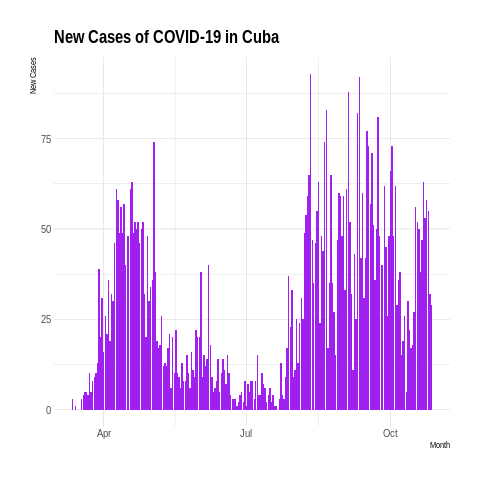 New Cases of COVID-19 in Cuba
New Cases
75
50
25
0
Apr
Jul
Oct
Month